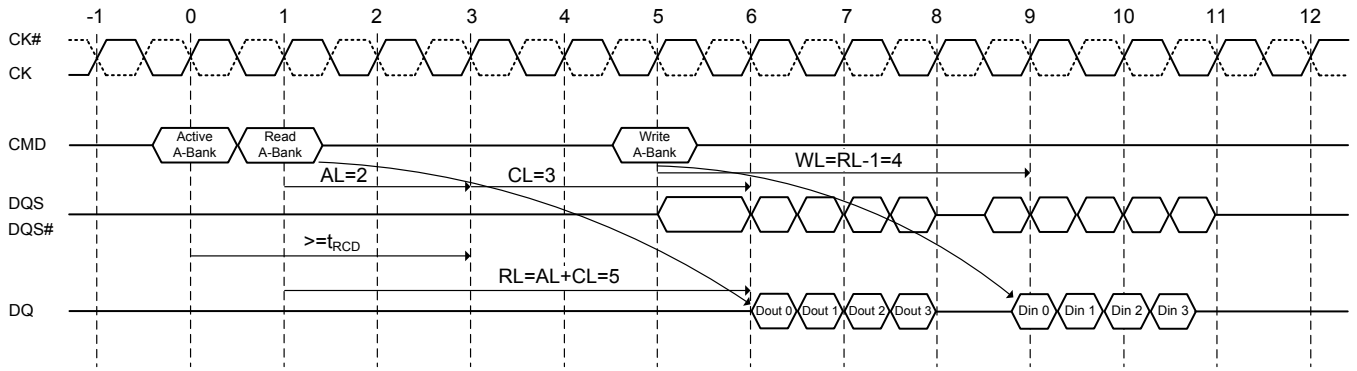 -1 0 1 2 3 4 5 6 7 8 9 10 11 12
CK#
CK
CMD
Active
A-Bank
Read
A-Bank
Write
A-Bank
WL=RL-1=4
AL=2
CL=3
DQS
DQS#
>=tRCD
RL=AL+CL=5
DQ
Dout 0 Dout 1 Dout 2 Dout 3 Din 0 Din 1 Din 2 Din 3